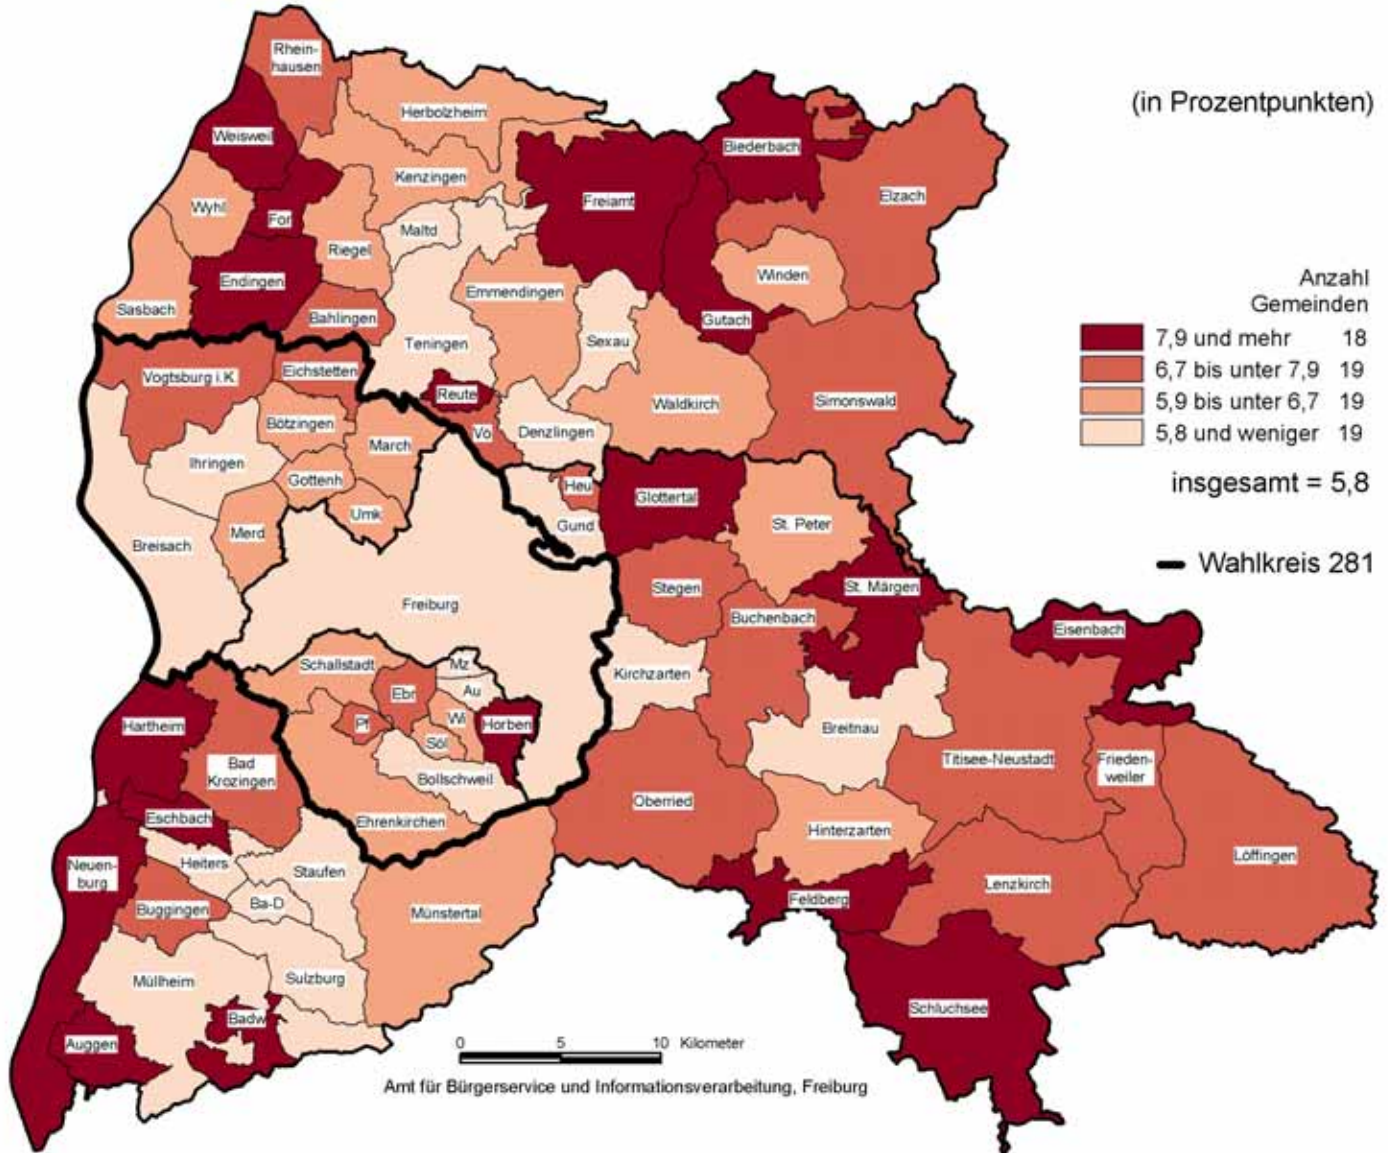 Rhein-
hausen
(in Prozentpunkten)
Herbolzheim
Weisweil
Biederbach
Kenzingen
Elzach
Freiamt
Wyhl
For
Maltd
Riegel
Winden
Endingen
Emmendingen
Sasbach
Bahlingen
Gutach
Teningen
Sexau
Anzahl
Gemeinden
7,9 und mehr 18
6,7 bis unter 7,9 19
5,9 bis unter 6,7 19
5,8 und weniger 19
insgesamt = 5,8
Wahlkreis 281
Vogtsburg i.K.
Eichstetten
Reute
Waldkirch
Simonswald
Bötzingen
Vo
Denzlingen
March
Ihringen
Gottenh
Heu
Glottertal
Umk
Gund
St. Peter
Merd
Breisach
Stegen
St. Märgen
Freiburg
Buchenbach
Eisenbach
Schallstadt
Mz
Kirchzarten
Ebr
Au
Hartheim
Pf
Wi
Horben
Breitnau
Söl
Bad
Krozingen
Titisee-Neustadt
Frieden-
weiler
Bollschweil
Oberried
Eschbach
Ehrenkirchen
Hinterzarten
Neuen-
burg
Heiters
Staufen
Löffingen
Lenzkirch
Buggingen
Ba-D
Münstertal
Feldberg
Müllheim
Sulzburg
Schluchsee
Badw
Auggen
0 5 10 Kilometer
Amt für Bürgerservice und Informationsverarbeitung, Freiburg